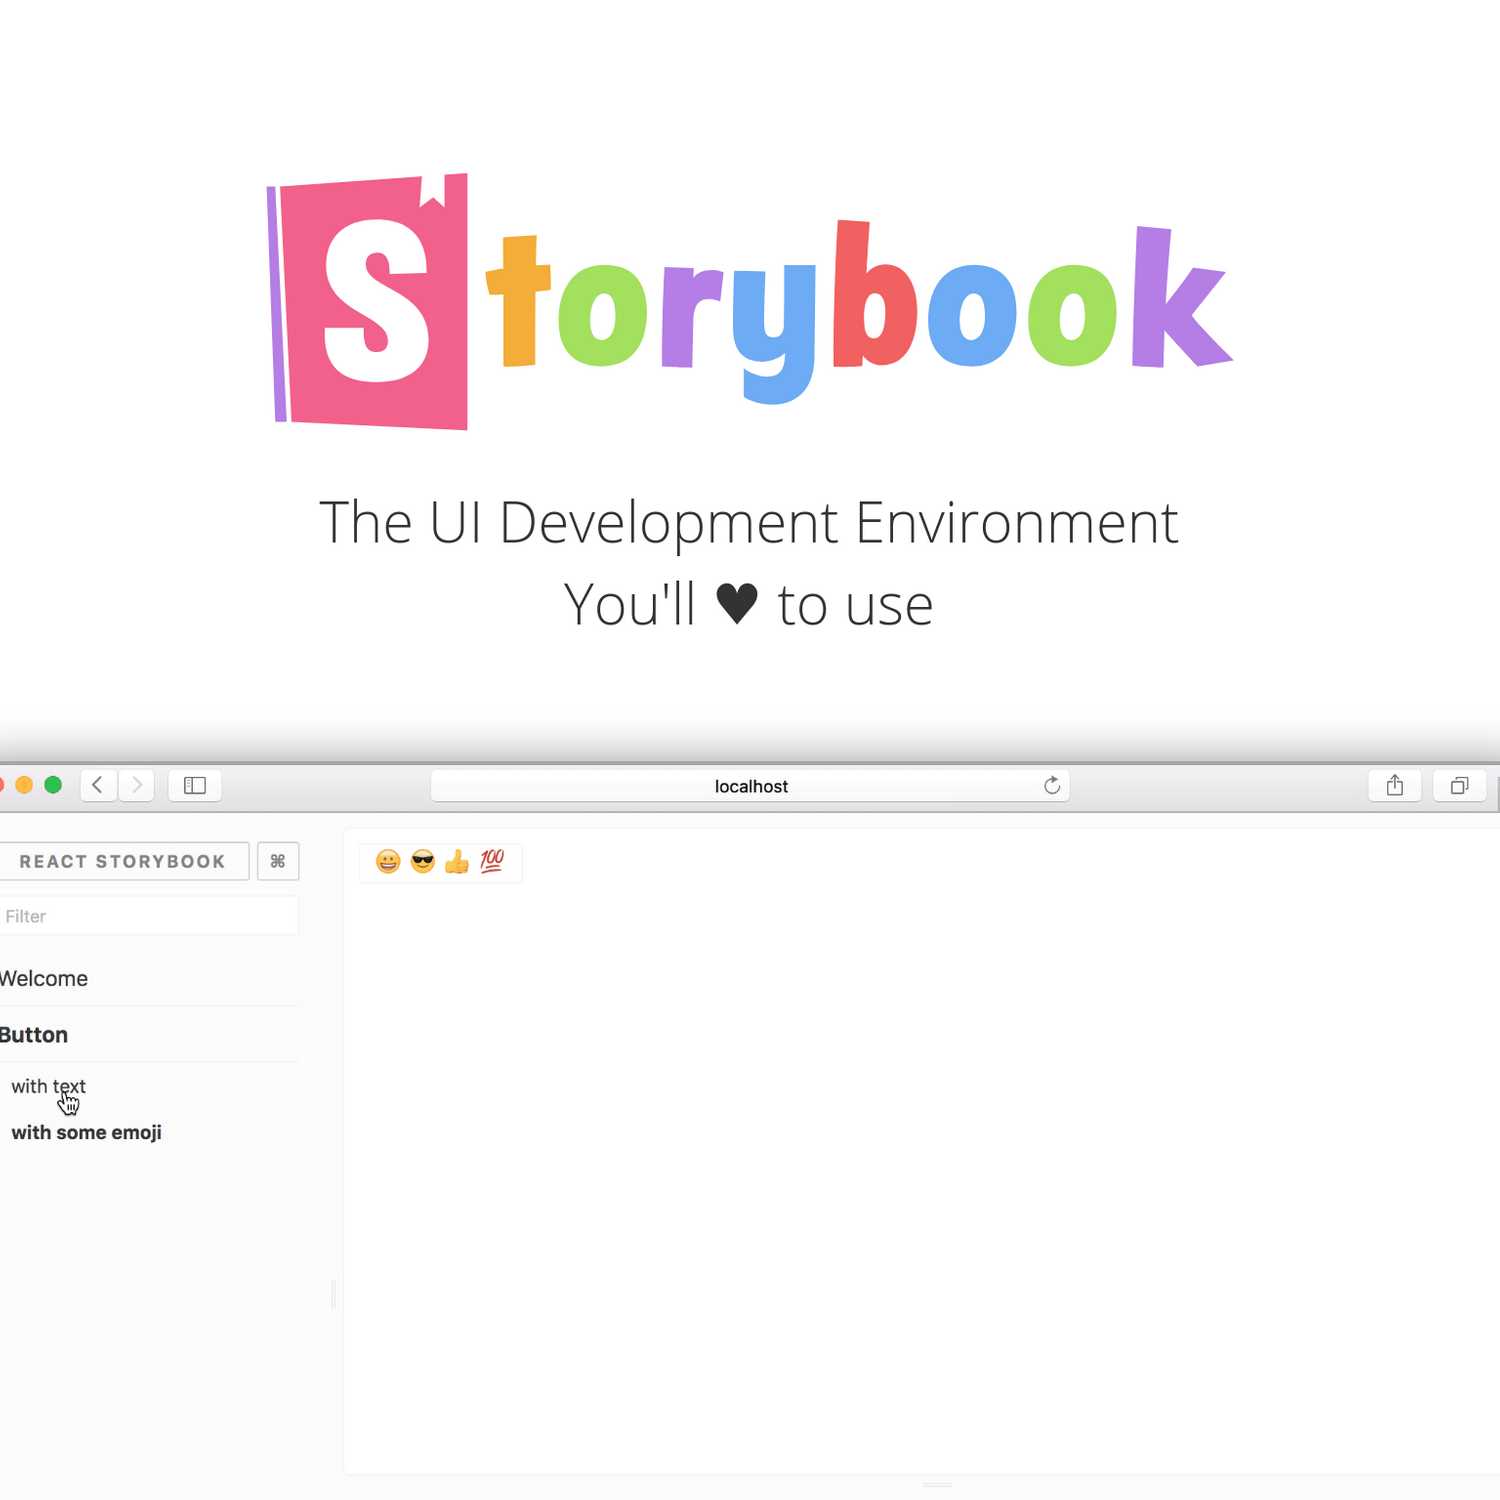 Storybook
The UI Development Environment
You'll ♥ to use
localhost
REACT STORYBOOK ⌘
😀 😎 👍 💯
Filter
Welcome
Button
with text
with some emoji